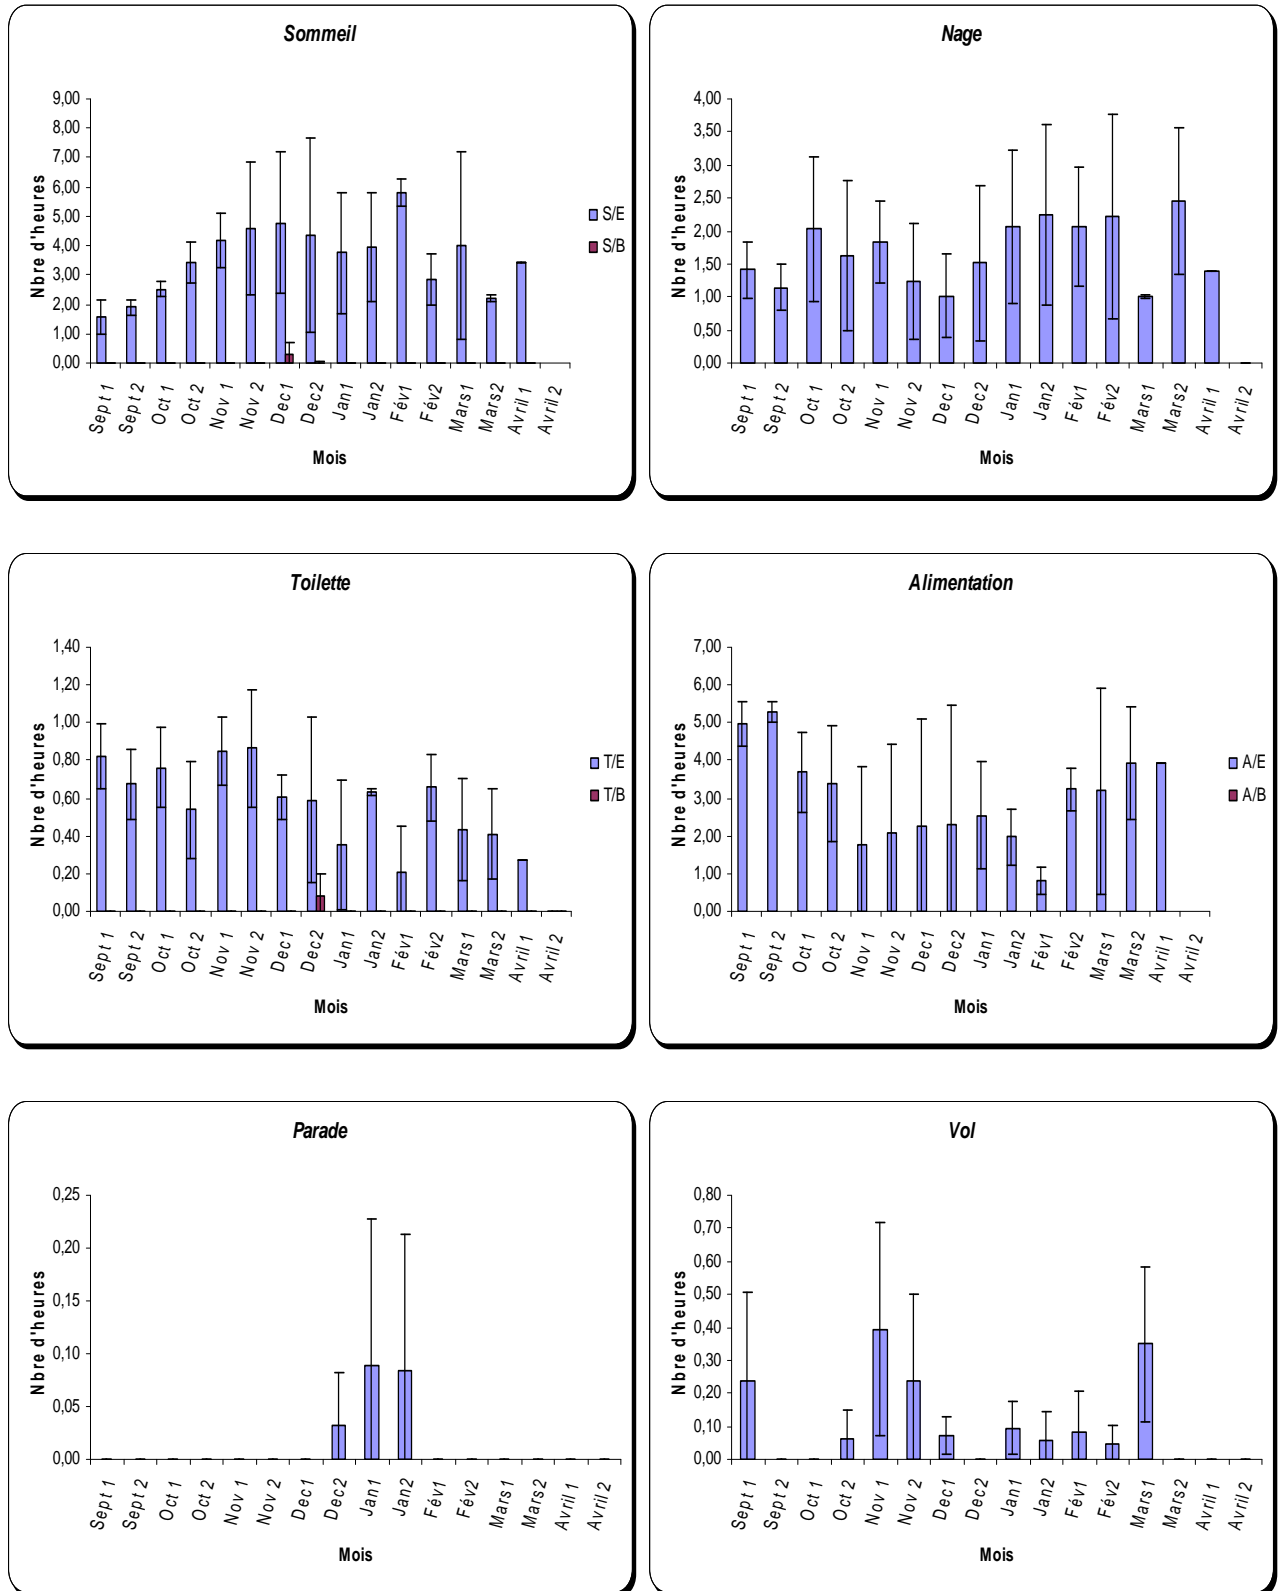 Sommeil
9,00
8,00
7,00
6,00
5,00
4,00
3,00
2,00
1,00
0,00
Nbre d'heures
Sept 1 Sept 2 Oct 1 Oct 2 Nov 1 Nov 2 Dec1 Dec2 Jan1 Jan2 Fév1 Fév2 Mars1 Mars2 Avril 1 Avril 2
Mois
S/E
S/B
Nage
4,00
3,50
3,00
2,50
2,00
1,50
1,00
0,50
0,00
Nbre d'heures
Sept 1 Sept 2 Oct 1 Oct 2 Nov 1 Nov 2 Dec1 Dec2 Jan1 Jan2 Fév1 Fév2 Mars1 Mars2 Avril 1 Avril 2
Mois
Toilette
1,40
1,20
1,00
0,80
0,60
0,40
0,20
0,00
Nbre d'heures
Sept 1 Sept 2 Oct 1 Oct 2 Nov 1 Nov 2 Dec1 Dec2 Jan1 Jan2 Fév1 Fév2 Mars1 Mars2 Avril 1 Avril 2
Mois
T/E
T/B
Alimentation
7,00
6,00
5,00
4,00
3,00
2,00
1,00
0,00
Nbre d'heures
Sept 1 Sept 2 Oct 1 Oct 2 Nov 1 Nov 2 Dec1 Dec2 Jan1 Jan2 Fév1 Fév2 Mars1 Mars2 Avril 1 Avril 2
Mois
A/E
A/B
Parade
0,25
0,20
0,15
0,10
0,05
0,00
Nbre d'heures
Sept 1 Sept 2 Oct 1 Oct 2 Nov 1 Nov 2 Dec1 Dec2 Jan1 Jan2 Fév1 Fév2 Mars1 Mars2 Avril 1 Avril 2
Mois
Vol
0,80
0,70
0,60
0,50
0,40
0,30
0,20
0,10
0,00
Nbre d'heures
Sept 1 Sept 2 Oct 1 Oct 2 Nov 1 Nov 2 Dec1 Dec2 Jan1 Jan2 Fév1 Fév2 Mars1 Mars2 Avril 1 Avril 2
Mois